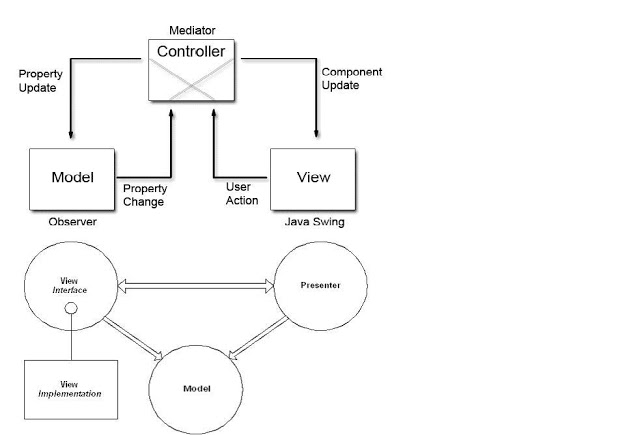 Mediator
Controller
Property
Update
Component
Update
Model
Property
Change
User
Action
View
Observer
Java Swing
View
Interface
Presenter
View
Implementation
Model